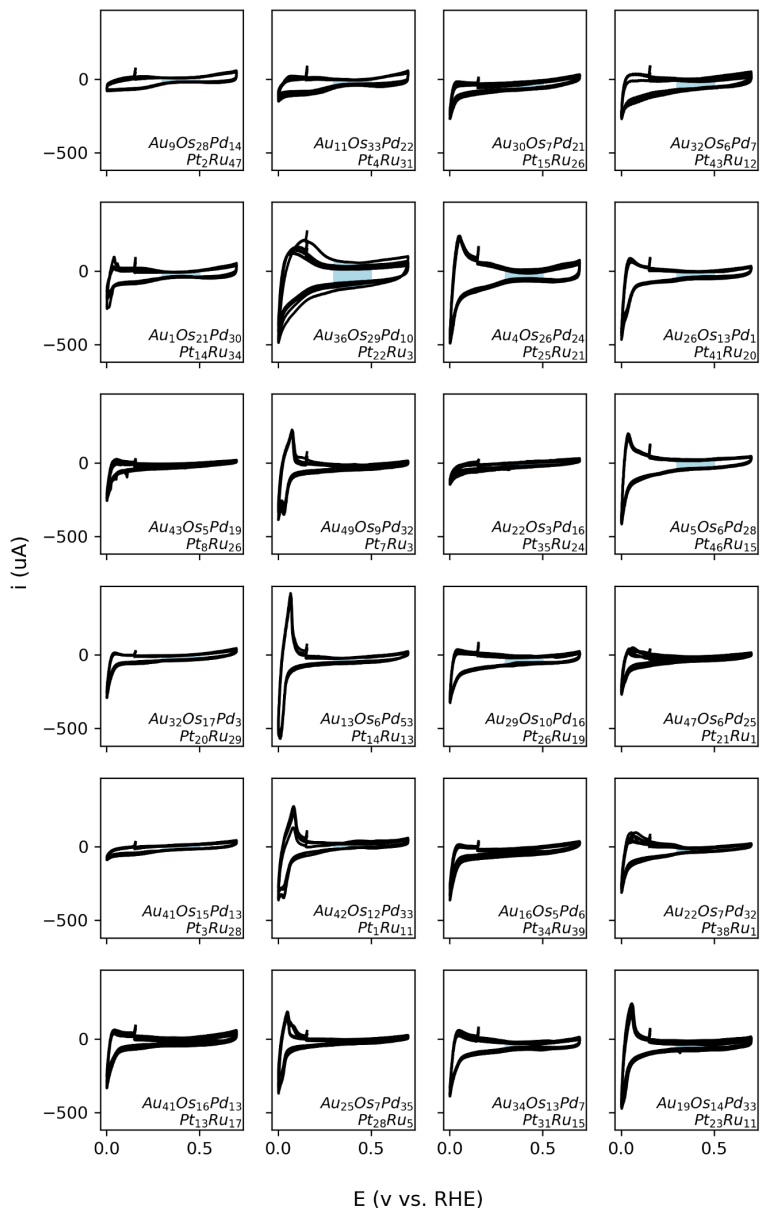 0
−500
Au₉Os₂₈Pd₁₄
Pt₂Ru₄₇
Au₁₁Os₃₃Pd₂₂
Pt₄Ru₃₁
Au₃₀Os₇Pd₂₁
Pt₁₅Ru₂₆
Au₃₂Os₆Pd₇
Pt₄₃Ru₁₂
0
−500
Au₁Os₂₁Pd₃₀
Pt₁₄Ru₃₄
Au₃₆Os₂₉Pd₁₀
Pt₂₂Ru₃
Au₄Os₂₆Pd₂₄
Pt₂₅Ru₂₁
Au₂₆Os₁₃Pd₁
Pt₄₁Ru₂₀
0
−500
Au₄₃Os₅Pd₁₉
Pt₈Ru₂₆
Au₄₉Os₉Pd₃₂
Pt₇Ru₃
Au₂₂Os₃Pd₁₆
Pt₃₅Ru₂₄
Au₅Os₆Pd₂₈
Pt₄₆Ru₁₅
i (uA)
0
−500
Au₃₂Os₁₇Pd₃
Pt₂₀Ru₂₉
Au₁₃Os₆Pd₅₃
Pt₁₄Ru₁₃
Au₂₉Os₁₀Pd₁₆
Pt₂₆Ru₁₉
Au₄₇Os₆Pd₂₅
Pt₂₁Ru₁
0
−500
Au₄₁Os₁₅Pd₁₃
Pt₃Ru₂₈
Au₄₂Os₁₂Pd₃₃
Pt₁Ru₁₁
Au₁₆Os₅Pd₆
Pt₃₄Ru₃₉
Au₂₂Os₇Pd₃₂
Pt₃₈Ru₁
0
−500
Au₄₁Os₁₆Pd₁₃
Pt₁₃Ru₁₇
Au₂₅Os₇Pd₃₅
Pt₂₈Ru₅
Au₃₄Os₁₃Pd₇
Pt₃₁Ru₁₅
Au₁₉Os₁₄Pd₃₃
Pt₂₃Ru₁₁
0.0 0.5 0.0 0.5 0.0 0.5 0.0 0.5
E (v vs. RHE)